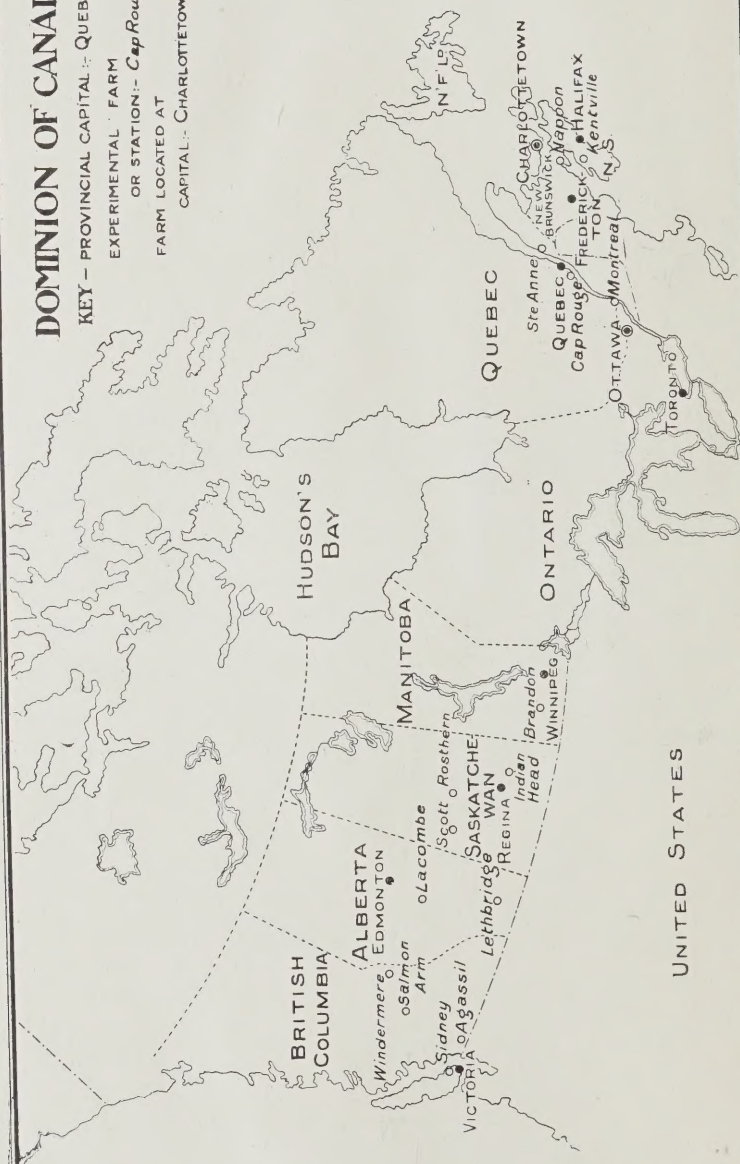 DOMINION OF CANAD
KEY – PROVINCIAL CAPITAL :- QUEB
EXPERIMENTAL FARM
OR STATION:- Cap Rou
FARM LOCATED AT
CAPITAL:- CHARLOTTETOW
HUDSON'S
BAY
N'F'LD
BRITISH
COLUMBIA
Windermere
Salmon
Arm
Sidney
Agassil
VICTORIA
ALBERTA
EDMONTON
Lacombe
Lethbridge
Scott
Rosthern
SASKATCHE
WAN
REGINA
Indian
Head
MANITOBA
Brandon
WINNIPEG
ONTARIO
TORONTO
OTTAWA
Montreal
QUEBEC
Ste Anne
QUEBEC
Cap Rouge
NEW
BRUNSWICK
FREDERICK-
TON
CHARLOTTETOWN
Nappon
HALIFAX
Kentville
N.S.
UNITED STATES